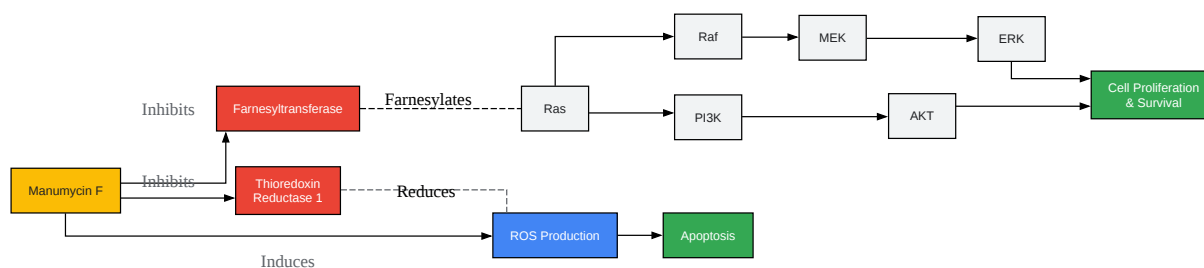 Raf
MEK
ERK
Inhibits
Farnesyltransferase
Farnesylates
Ras
Cell Proliferation
& Survival
PI3K
AKT
Manumycin F
Inhibits
Thioredoxin
Reductase 1
Reduces
ROS Production
Apoptosis
Induces